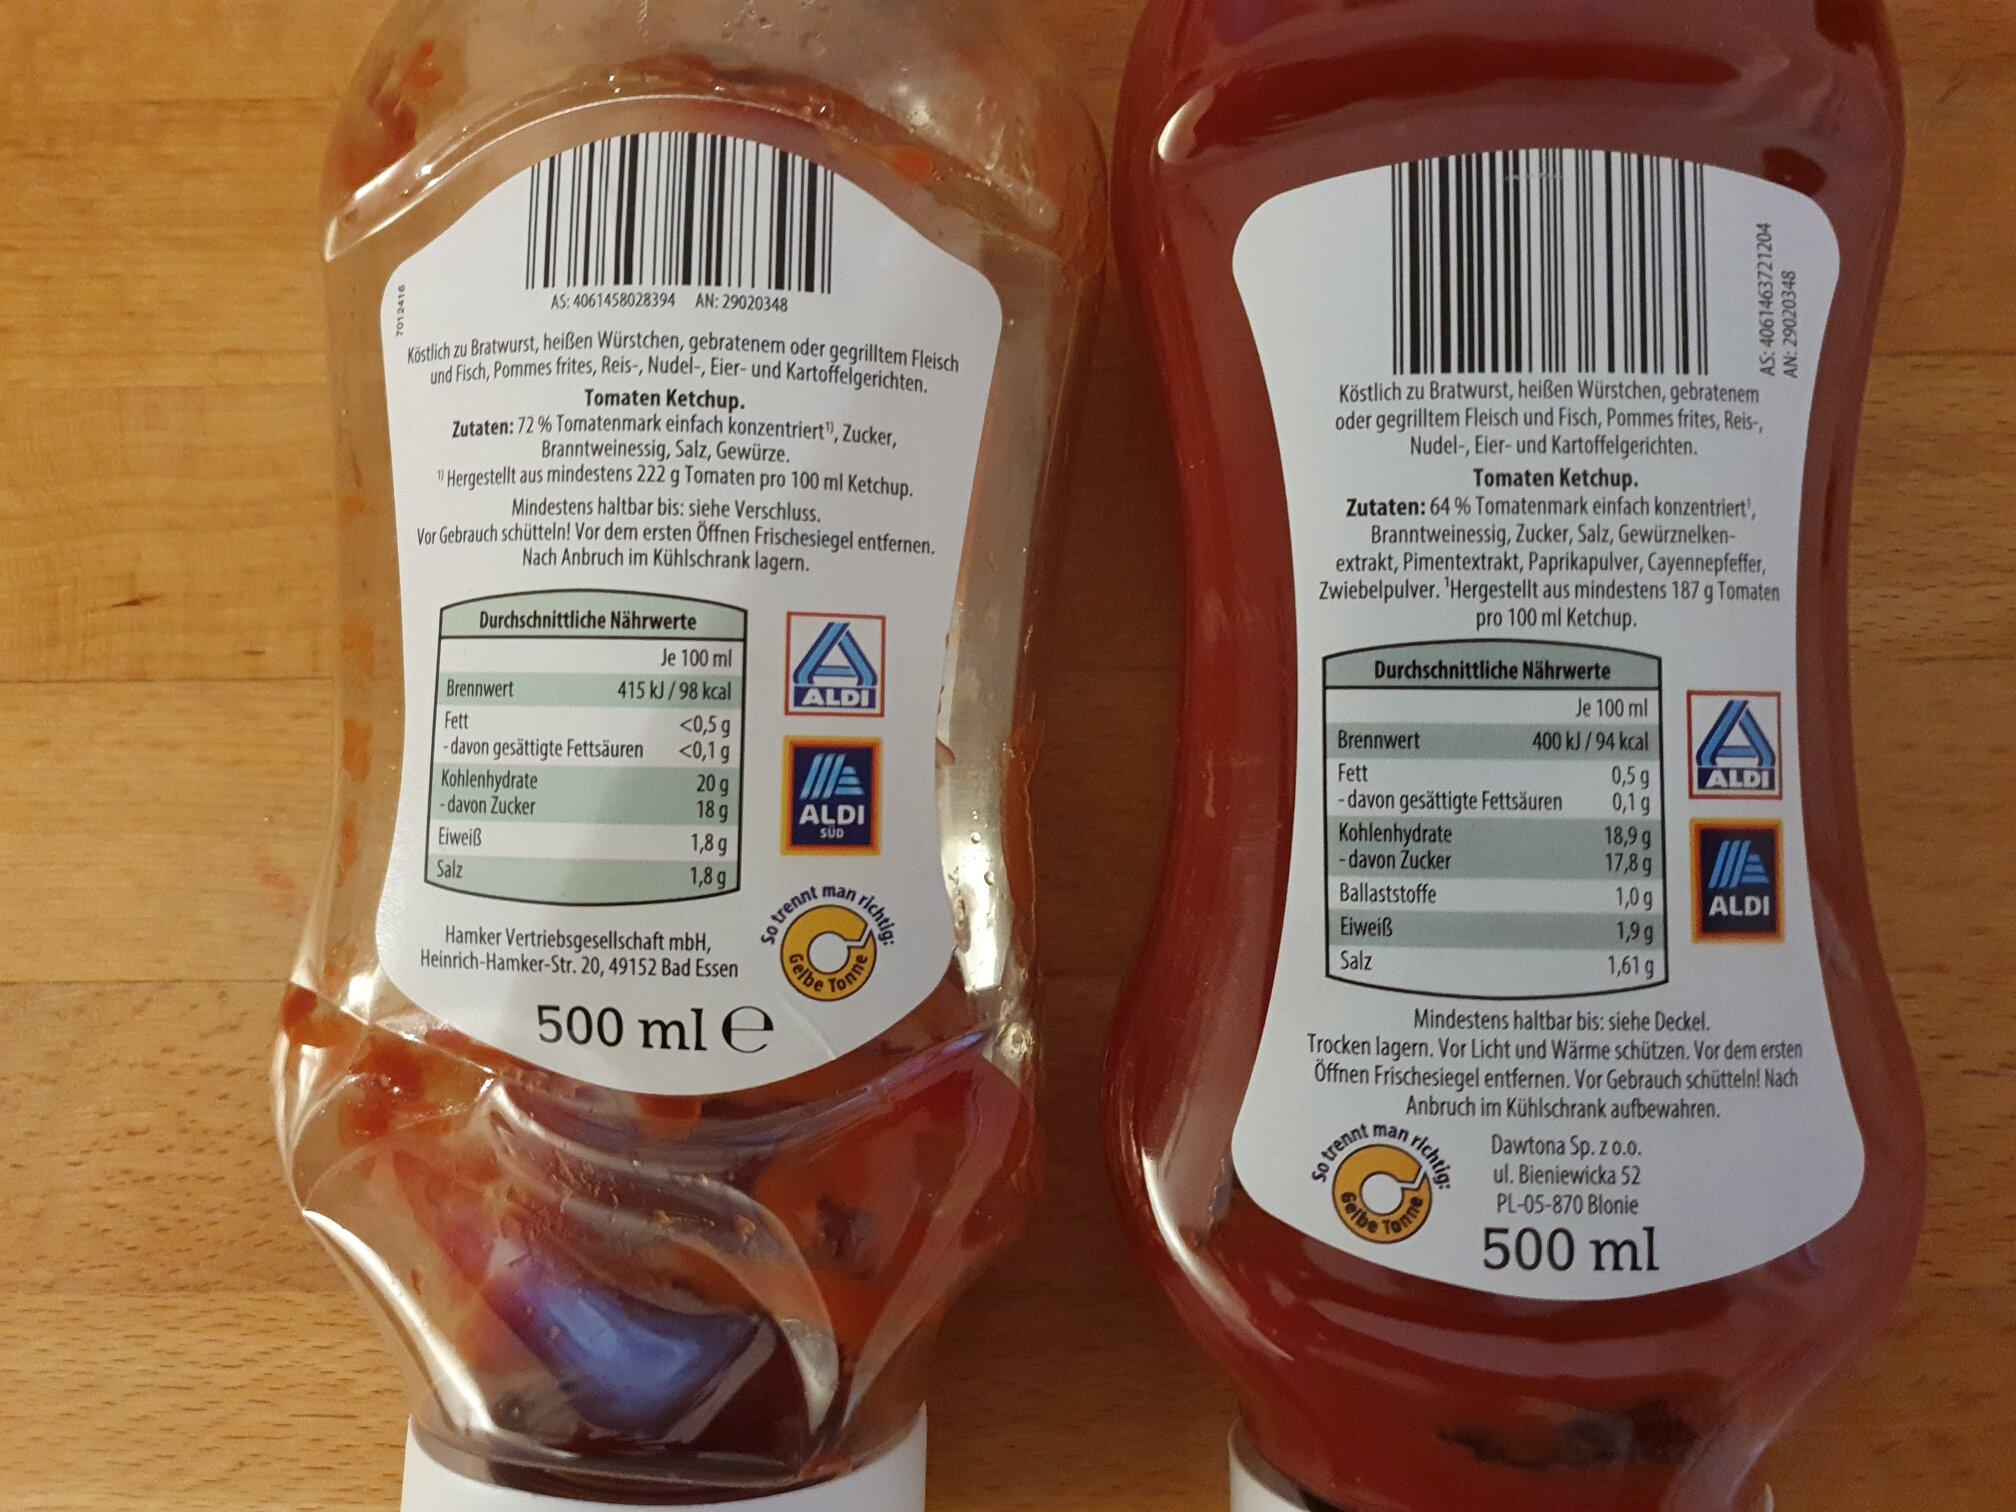 7012416
AS: 4061458028394 AN: 29020348
Köstlich zu Bratwurst, heißen Würstchen, gebratenem oder gegrilltem Fleisch
und Fisch, Pommes frites, Reis-, Nudel-, Eier- und Kartoffelgerichten.
Tomaten Ketchup.
Zutaten: 72 % Tomatenmark einfach konzentriert¹⁾, Zucker,
Branntweinessig, Salz, Gewürze.
¹⁾ Hergestellt aus mindestens 222 g Tomaten pro 100 ml Ketchup.
Mindestens haltbar bis: siehe Verschluss.
Vor Gebrauch schütteln! Vor dem ersten Öffnen Frischesiegel entfernen.
Nach Anbruch im Kühlschrank lagern.
Durchschnittliche Nährwerte
Je 100 ml
Brennwert 415 kJ / 98 kcal
Fett <0,5 g
- davon gesättigte Fettsäuren <0,1 g
Kohlenhydrate 20 g
- davon Zucker 18 g
Eiweiß 1,8 g
Salz 1,8 g
ALDI
ALDI
SÜD
So trennt man richtig:
Gelbe Tonne
Hamker Vertriebsgesellschaft mbH,
Heinrich-Hamker-Str. 20, 49152 Bad Essen
500 ml ℮
AS: 4061463721204
AN: 29020348
Köstlich zu Bratwurst, heißen Würstchen, gebratenem
oder gegrilltem Fleisch und Fisch, Pommes frites, Reis-,
Nudel-, Eier- und Kartoffelgerichten.
Tomaten Ketchup.
Zutaten: 64 % Tomatenmark einfach konzentriert¹,
Branntweinessig, Zucker, Salz, Gewürznelken-
extrakt, Pimentextrakt, Paprikapulver, Cayennepfeffer,
Zwiebelpulver. ¹Hergestellt aus mindestens 187 g Tomaten
pro 100 ml Ketchup.
Durchschnittliche Nährwerte
Je 100 ml
Brennwert 400 kJ / 94 kcal
Fett 0,5 g
- davon gesättigte Fettsäuren 0,1 g
Kohlenhydrate 18,9 g
- davon Zucker 17,8 g
Ballaststoffe 1,0 g
Eiweiß 1,9 g
Salz 1,61 g
ALDI
ALDI
Mindestens haltbar bis: siehe Deckel.
Trocken lagern. Vor Licht und Wärme schützen. Vor dem ersten
Öffnen Frischesiegel entfernen. Vor Gebrauch schütteln! Nach
Anbruch im Kühlschrank aufbewahren.
So trennt man richtig:
Gelbe Tonne
Dawtona Sp. z o.o.
ul. Bieniewicka 52
PL-05-870 Blonie
500 ml